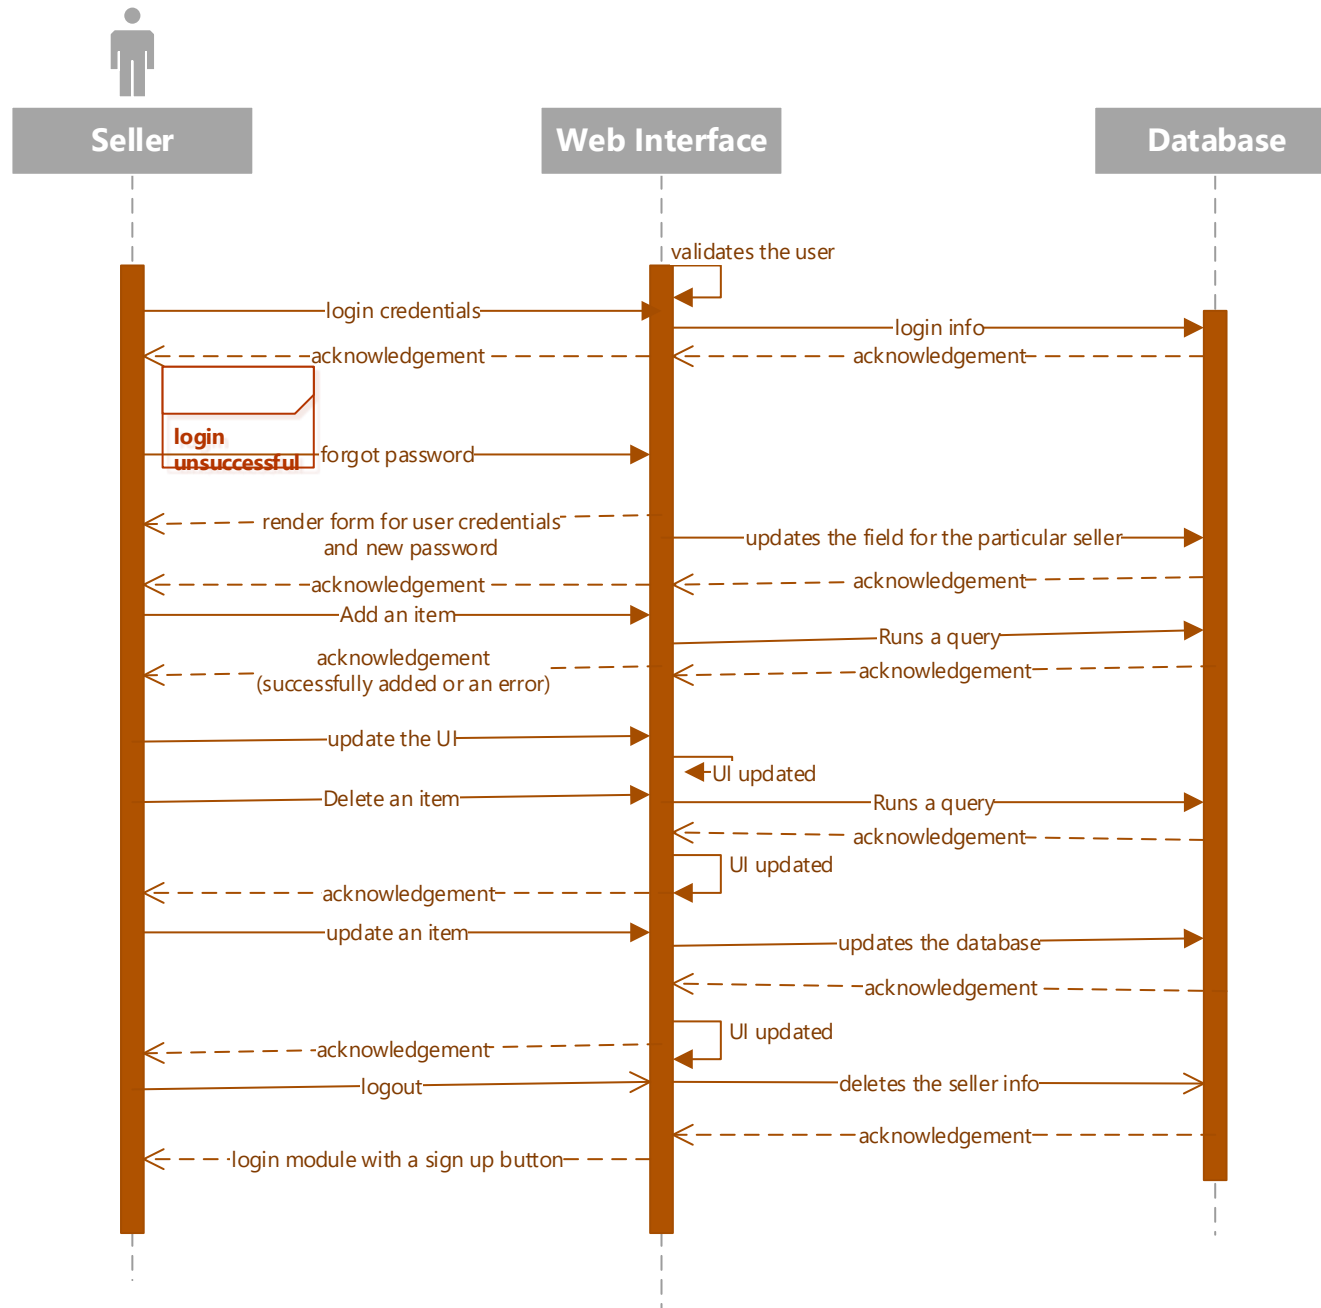 Seller
Web Interface
Database
validates the user
login credentials
login info
acknowledgement
acknowledgement
login
unsuccessful
forgot password
render form for user credentials
and new password
updates the field for the particular seller
acknowledgement
acknowledgement
Add an item
Runs a query
acknowledgement
(successfully added or an error)
acknowledgement
update the UI
UI updated
Delete an item
Runs a query
acknowledgement
UI updated
acknowledgement
update an item
updates the database
acknowledgement
UI updated
acknowledgement
logout
deletes the seller info
acknowledgement
login module with a sign up button